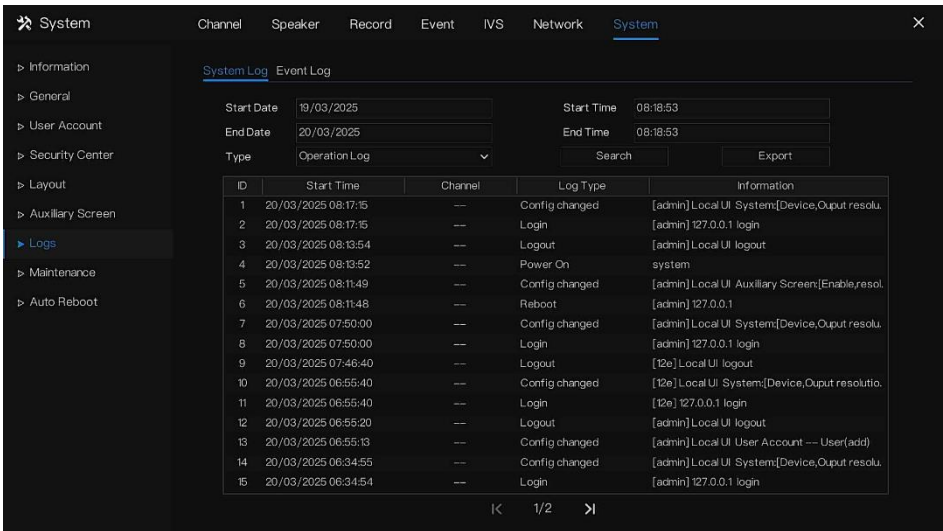 System Channel Speaker Record Event IVS Network System
Information
General
User Account
Security Center
Layout
Auxiliary Screen
Logs
Maintenance
Auto Reboot
System Log Event Log
Start Date 19/03/2025 Start Time 08:18:53
End Date 20/03/2025 End Time 08:18:53
Type Operation Log Search Export
ID Start Time Channel Log Type Information
1 20/03/2025 08:17:15 -- Config changed [admin] Local UI System:[Device,Ouput resolu.
2 20/03/2025 08:17:15 -- Login [admin] 127.0.0.1 login
3 20/03/2025 08:13:54 -- Logout [admin] Local UI logout
4 20/03/2025 08:13:52 -- Power On system
5 20/03/2025 08:11:49 -- Config changed [admin] Local UI Auxiliary Screen:[Enable,resol.
6 20/03/2025 08:11:48 -- Reboot [admin] 127.0.0.1
7 20/03/2025 07:50:00 -- Config changed [admin] Local UI System:[Device,Ouput resolu.
8 20/03/2025 07:50:00 -- Login [admin] 127.0.0.1 login
9 20/03/2025 07:46:40 -- Logout [12e] Local UI logout
10 20/03/2025 06:55:40 -- Config changed [12e] Local UI System:[Device,Ouput resolutio.
11 20/03/2025 06:55:40 -- Login [12e] 127.0.0.1 login
12 20/03/2025 06:55:20 -- Logout [admin] Local UI logout
13 20/03/2025 06:55:13 -- Config changed [admin] Local UI User Account -- User(add)
14 20/03/2025 06:34:55 -- Config changed [admin] Local UI System:[Device,Ouput resolu.
15 20/03/2025 06:34:54 -- Login [admin] 127.0.0.1 login
1/2